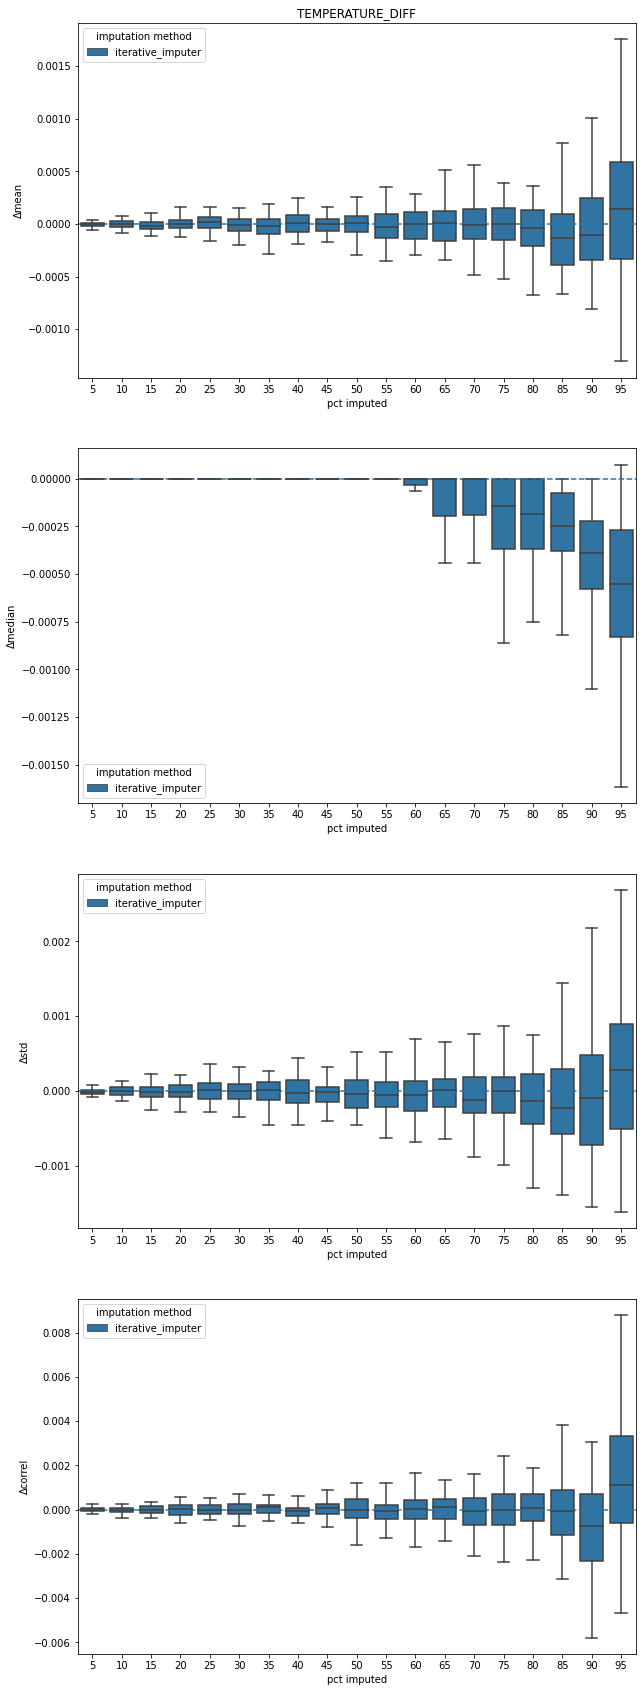 TEMPERATURE_DIFF
imputation method
iterative_imputer
0.0015
0.0010
0.0005
0.0000
−0.0005
−0.0010
Δmean
5 10 15 20 25 30 35 40 45 50 55 60 65 70 75 80 85 90 95
pct imputed
0.00000
−0.00025
−0.00050
−0.00075
−0.00100
−0.00125
−0.00150
Δmedian
imputation method
iterative_imputer
5 10 15 20 25 30 35 40 45 50 55 60 65 70 75 80 85 90 95
pct imputed
imputation method
iterative_imputer
0.002
0.001
0.000
−0.001
Δstd
5 10 15 20 25 30 35 40 45 50 55 60 65 70 75 80 85 90 95
pct imputed
imputation method
iterative_imputer
0.008
0.006
0.004
0.002
0.000
−0.002
−0.004
−0.006
Δcorrel
5 10 15 20 25 30 35 40 45 50 55 60 65 70 75 80 85 90 95
pct imputed